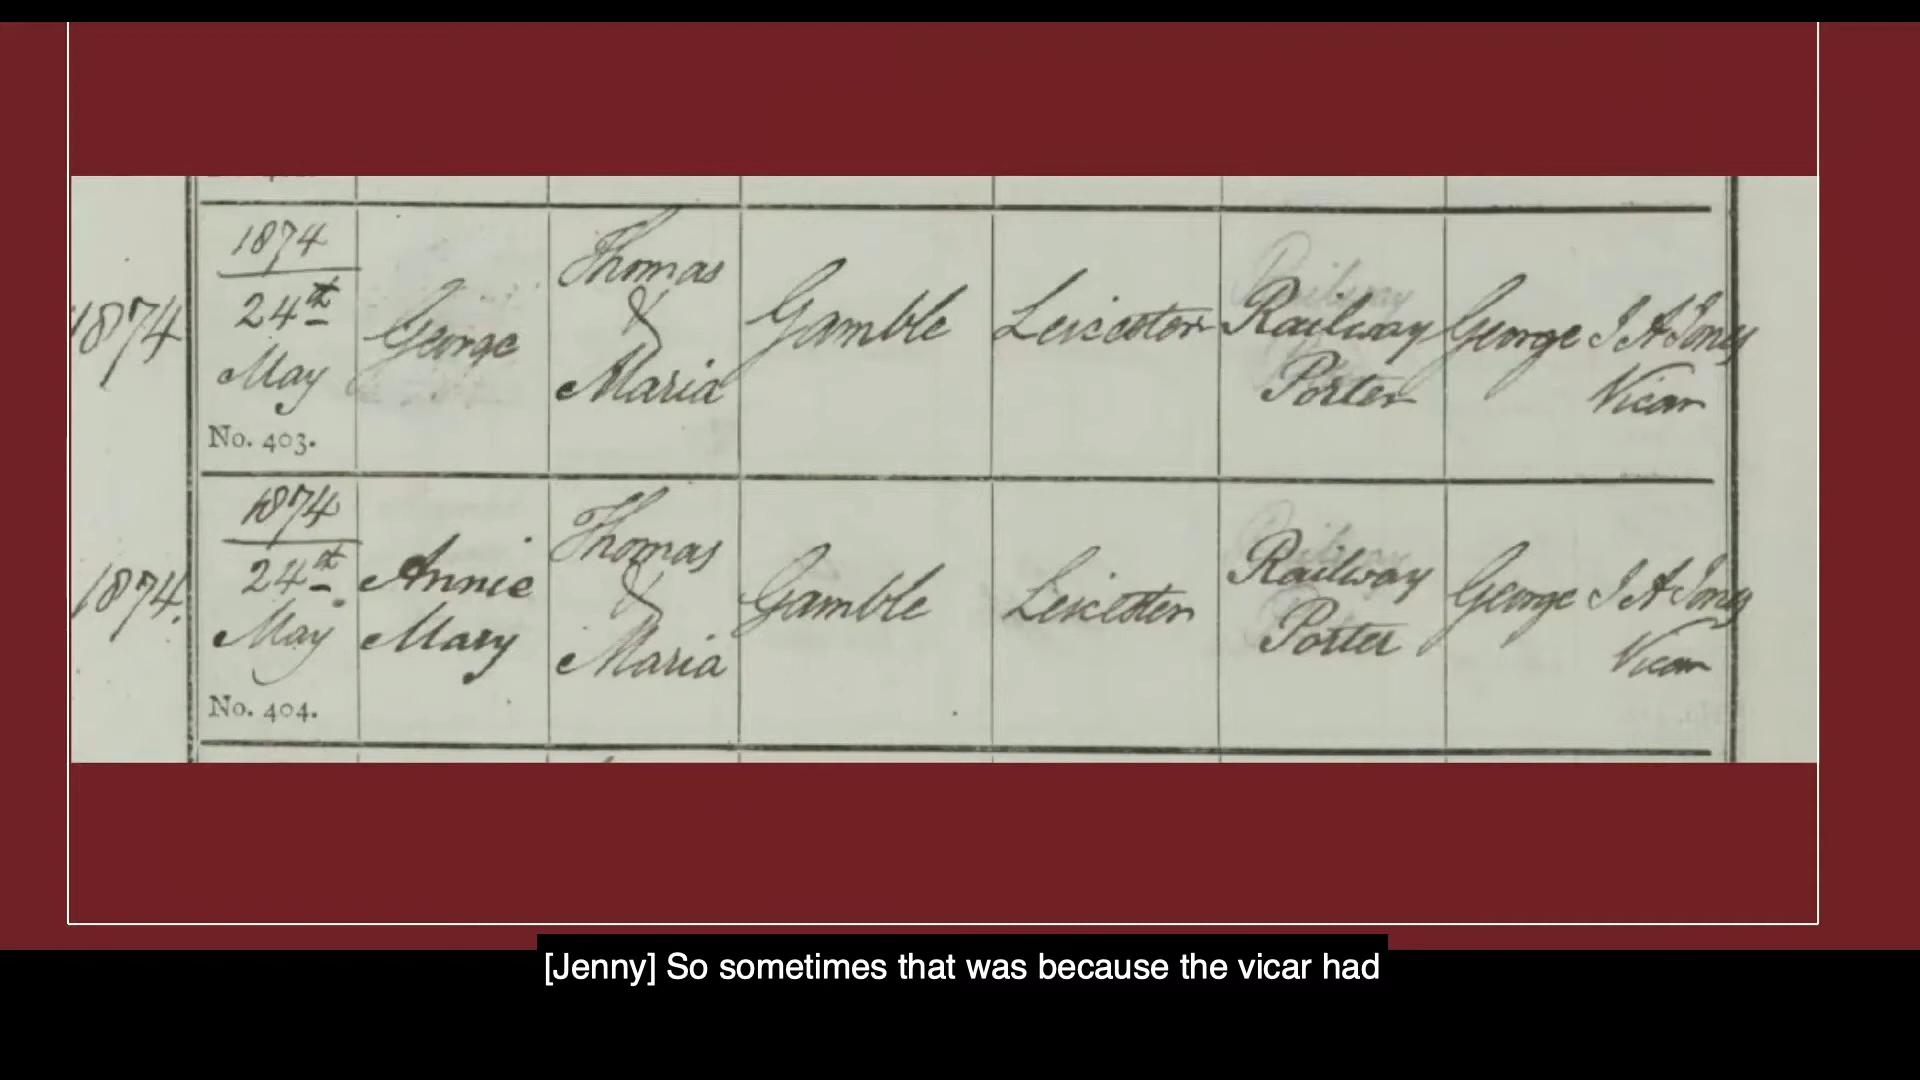 1874
1874
24th
May
No. 403.
George
Thomas
&
Maria
Gamble
Leicester
Railway
Porter
George J A Jones
Vicar
1874.
1874
24th
May
No. 404.
Annie
Mary
Thomas
&
Maria
Gamble
Leicester
Railway
Porter
George J A Jones
Vicar
[Jenny] So sometimes that was because the vicar had